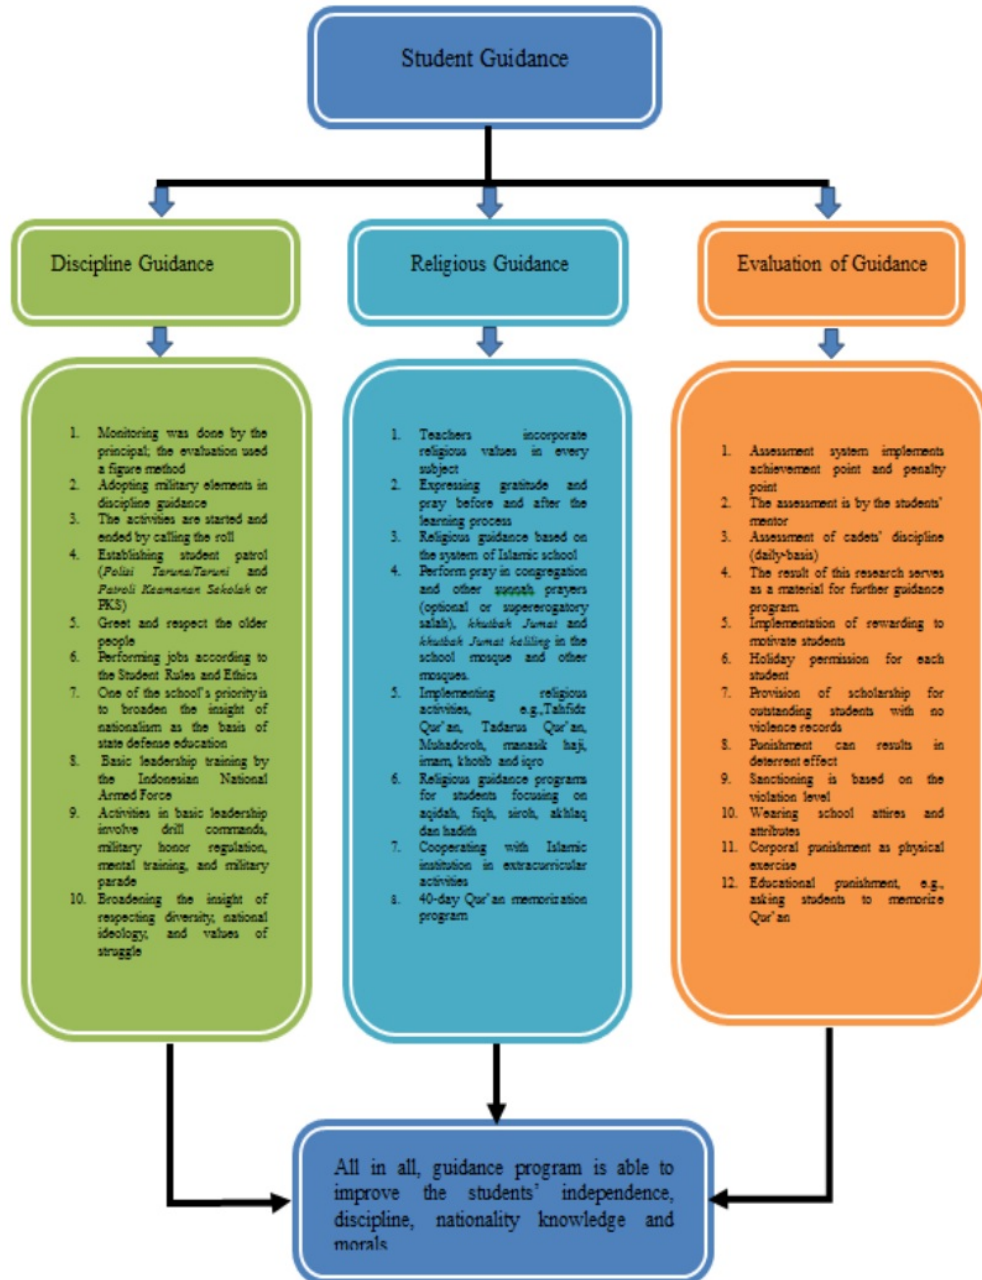 Student Guidance
Discipline Guidance
Religious Guidance
Evaluation of Guidance
1. Monitoring was done by the
principal; the evaluation used
a figure method
2. Adopting military elements in
discipline guidance
3. The activities are started and
ended by calling the roll
4. Establishing student patrol
(Polisi Taruna/Taruni and
Patroli Keamanan Sekolah or
PKS)
5. Greet and respect the older
people
6. Performing jobs according to
the Student Rules and Ethics
7. One of the school's priority is
to broaden the insight of
nationalism as the basis of
state defense education
8. Basic leadership training by
the Indonesian National
Armed Force
9. Activities in basic leadership
involve drill commands,
military honor regulation,
mental training, and military
parade
10. Broadening the insight of
respecting diversity, national
ideology, and values of
struggle
1. Teachers incorporate
religious values in every
subject
2. Expressing gratitude and
pray before and after the
learning process
3. Religious guidance based on
the system of Islamic school
4. Perform pray in congregation
and other sunnah prayers
(optional or supererogatory
salah), khutbah Jumat and
khutbah Jumat keliling in the
school mosque and other
mosques.
5. Implementing religious
activities, e.g.,Tahfidz
Qur'an, Tadarus Qur'an,
Muhadoroh, manasik haji,
imam, khotib and iqro
6. Religious guidance programs
for students focusing on
aqidah, fiqh, siroh, akhlaq
dan hadith
7. Cooperating with Islamic
institution in extracurricular
activities
8. 40-day Qur'an memorization
program
1. Assessment system implements
achievement point and penalty
point
2. The assessment is by the students'
mentor
3. Assessment of cadets' discipline
(daily-basis)
4. The result of this research serves
as a material for further guidance
program.
5. Implementation of rewarding to
motivate students
6. Holiday permission for each
student
7. Provision of scholarship for
outstanding students with no
violence records
8. Punishment can results in
deterrent effect
9. Sanctioning is based on the
violation level
10. Wearing school attires and
attributes
11. Corporal punishment as physical
exercise
12. Educational punishment, e.g.,
asking students to memorize
Qur'an
All in all, guidance program is able to
improve the students' independence,
discipline, nationality knowledge and
morals